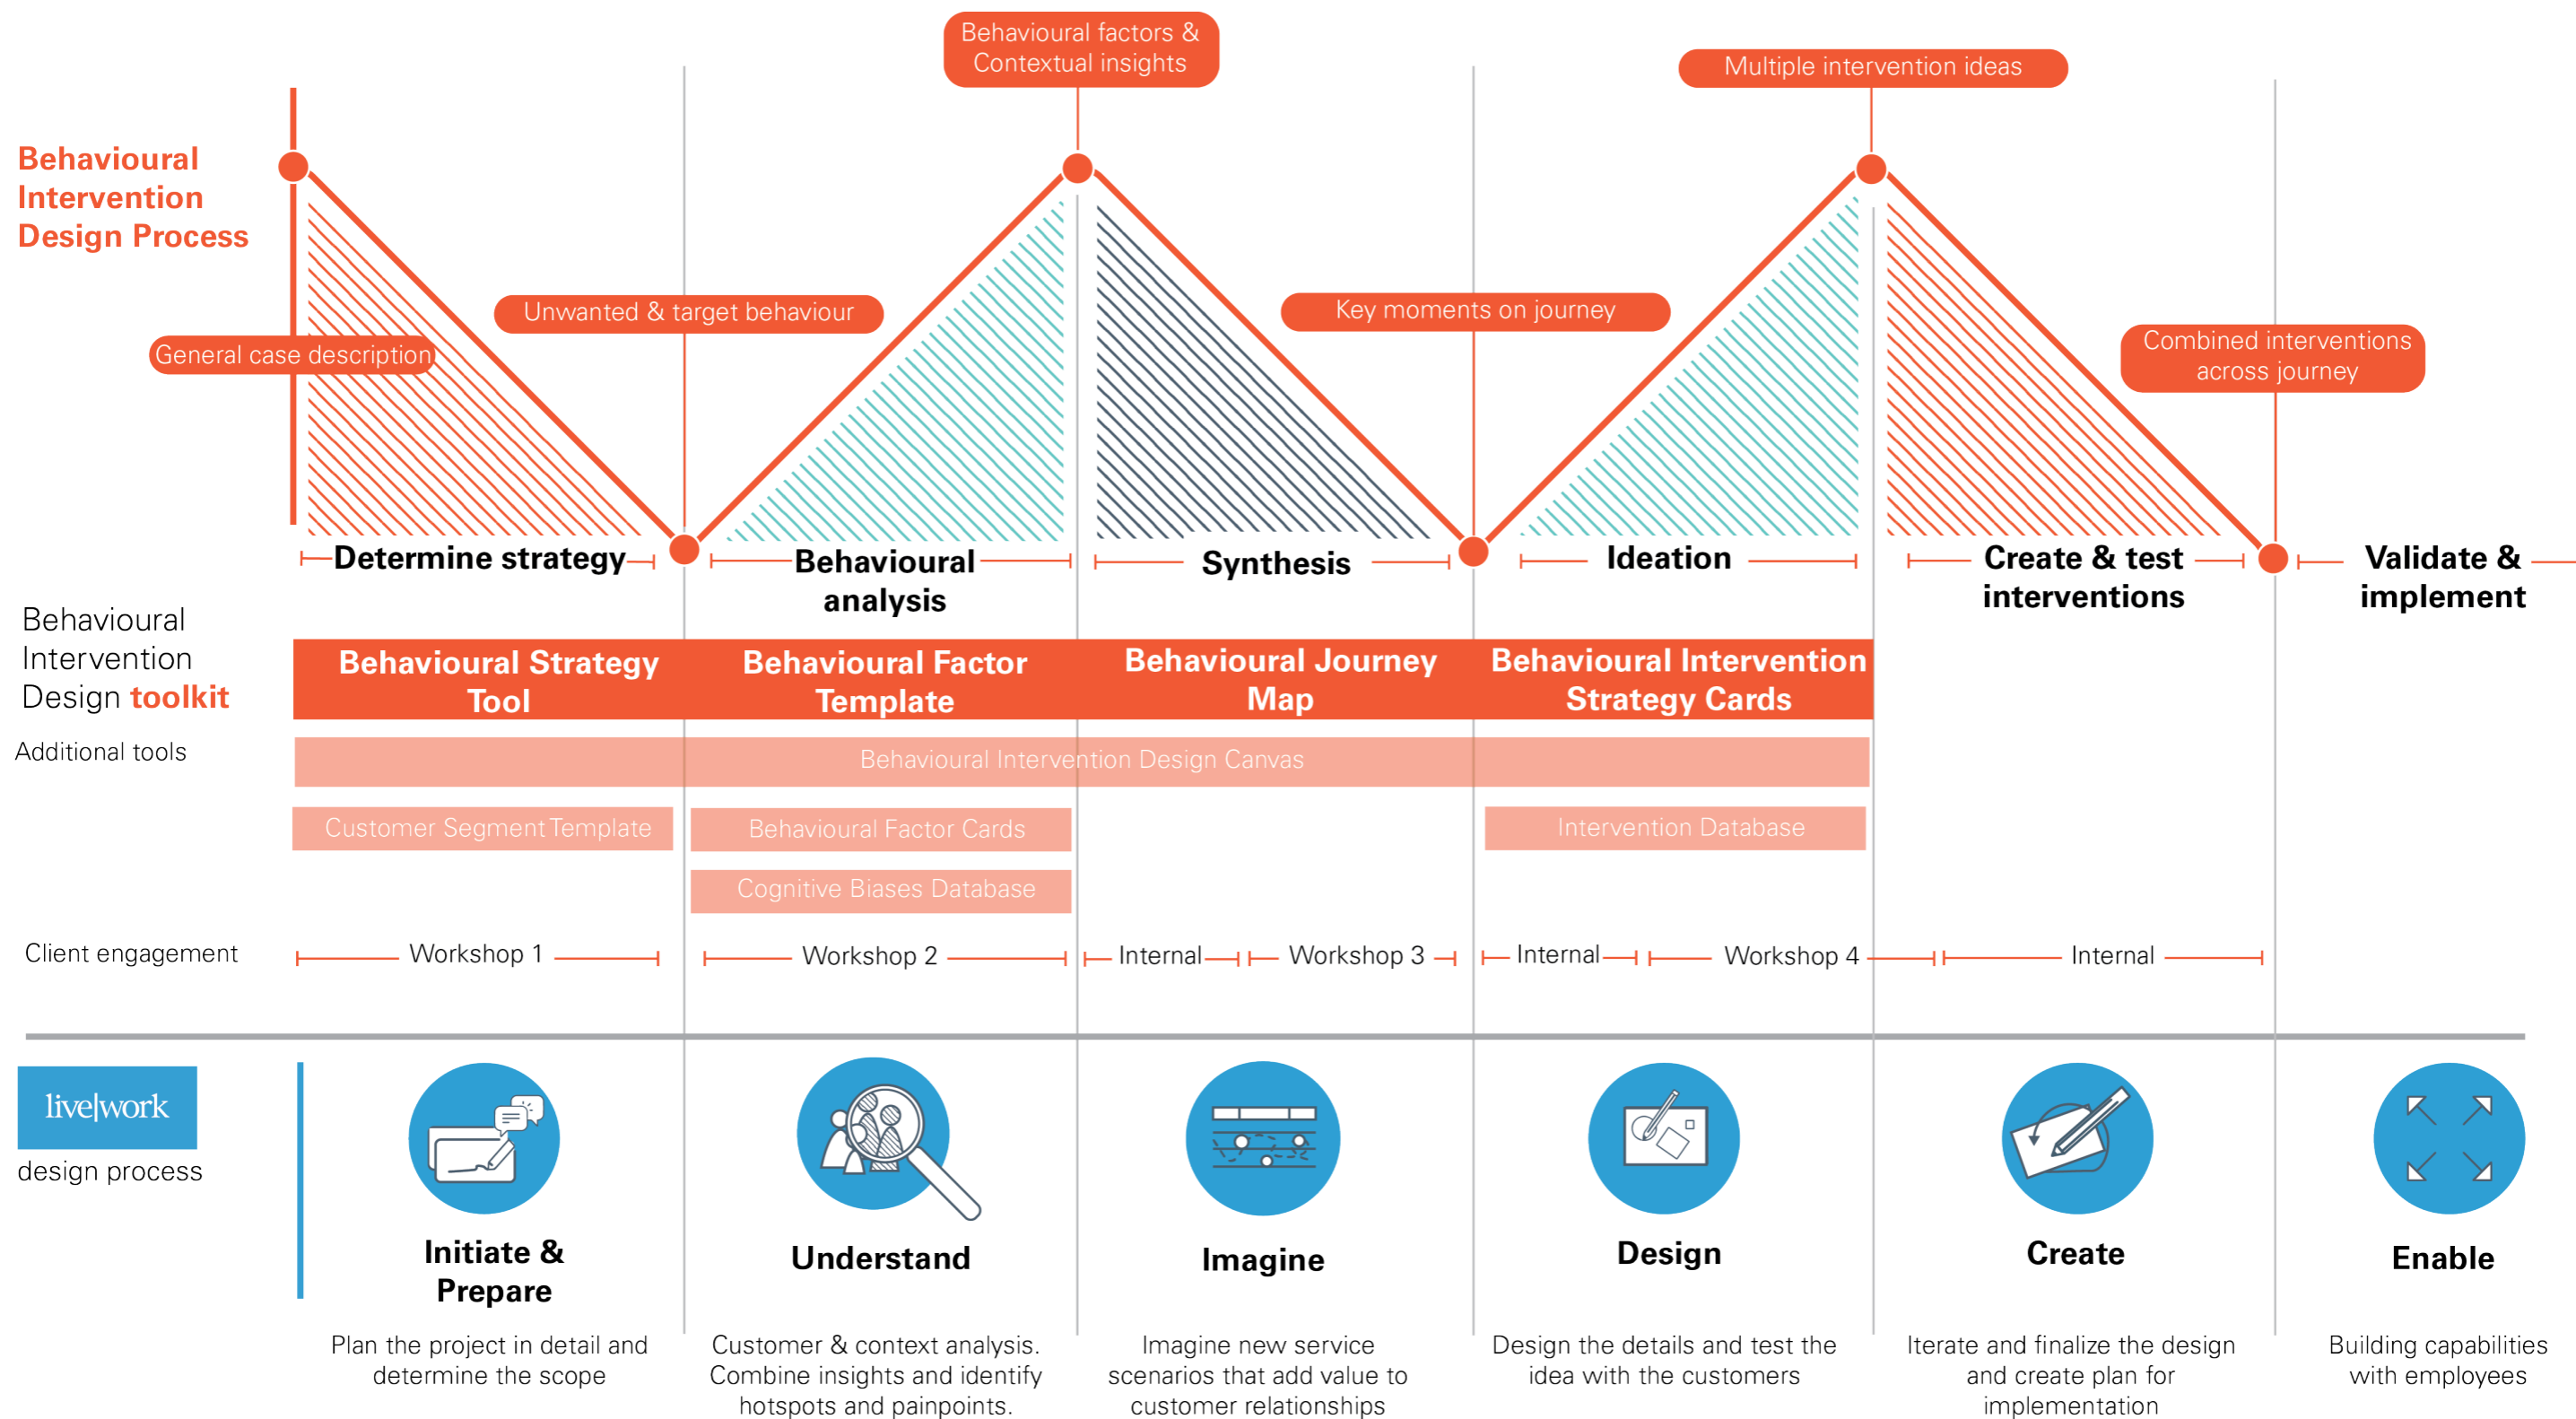 Behavioural factors &
Contextual insights
Multiple intervention ideas
Behavioural
Intervention
Design Process
Unwanted & target behaviour
Key moments on journey
General case description
Combined interventions
across journey
Determine strategy
Behavioural
analysis
Synthesis
Ideation
Create & test
interventions
Validate &
implement
Behavioural
Intervention
Design toolkit
Behavioural Strategy
Tool
Behavioural Factor
Template
Behavioural Journey
Map
Behavioural Intervention
Strategy Cards
Additional tools
Behavioural Intervention Design Canvas
Customer Segment Template
Behavioural Factor Cards
Intervention Database
Cognitive Biases Database
Client engagement
Workshop 1
Workshop 2
Internal
Workshop 3
Internal
Workshop 4
Internal
live|work
design process
Initiate &
Prepare
Understand
Imagine
Design
Create
Enable
Plan the project in detail and
determine the scope
Customer & context analysis.
Combine insights and identify
hotspots and painpoints.
Imagine new service
scenarios that add value to
customer relationships
Design the details and test the
idea with the customers
Iterate and finalize the design
and create plan for
implementation
Building capabilities
with employees